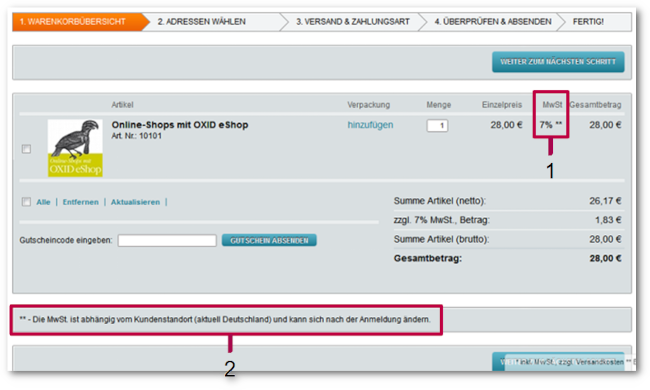 1. WARENKORBÜBERSICHT 2. ADRESSEN WÄHLEN 3. VERSAND & ZAHLUNGSART 4. ÜBERPRÜFEN & ABSENDEN FERTIG!
WEITER ZUM NÄCHSTEN SCHRITT
Artikel Verpackung Menge Einzelpreis MwSt Gesamtbetrag
Online-Shops mit OXID eShop hinzufügen 1 28,00 € 7% ** 28,00 €
Art. Nr.: 10101
Online-Shops mit
OXID eShop
1
Alle | Entfernen | Aktualisieren |
Summe Artikel (netto): 26,17 €
zzgl. 7% MwSt., Betrag: 1,83 €
Gutscheincode eingeben: GUTSCHEIN ABSENDEN
Summe Artikel (brutto): 28,00 €
Gesamtbetrag: 28,00 €
** - Die MwSt. ist abhängig vom Kundenstandort (aktuell Deutschland) und kann sich nach der Anmeldung ändern.
2
* inkl. MwSt., zzgl. Versandkosten **